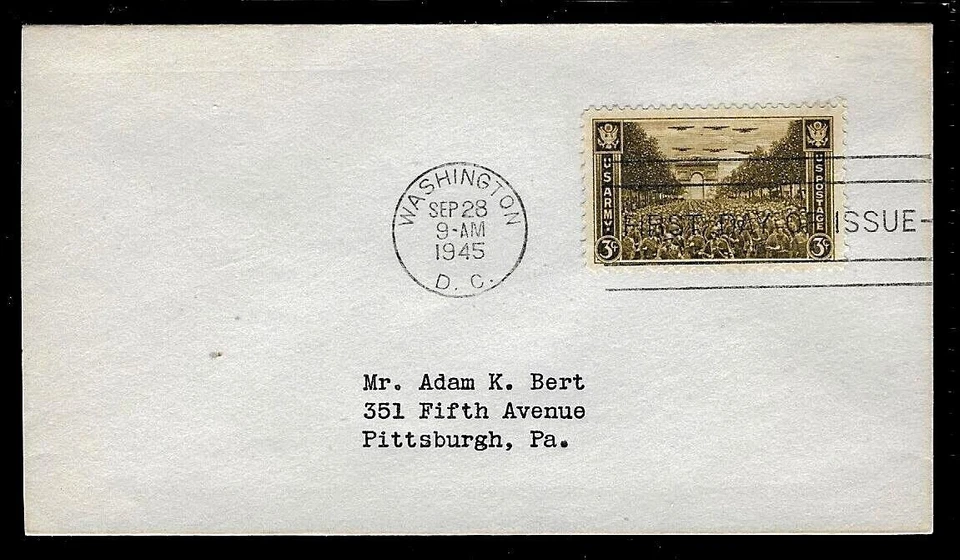 WASHINGTON
SEP 28
9-AM
1945
D. C.
U S ARMY
U S POSTAGE
3¢
3¢
FIRST DAY OF ISSUE
Mr. Adam K. Bert
351 Fifth Avenue
Pittsburgh, Pa.